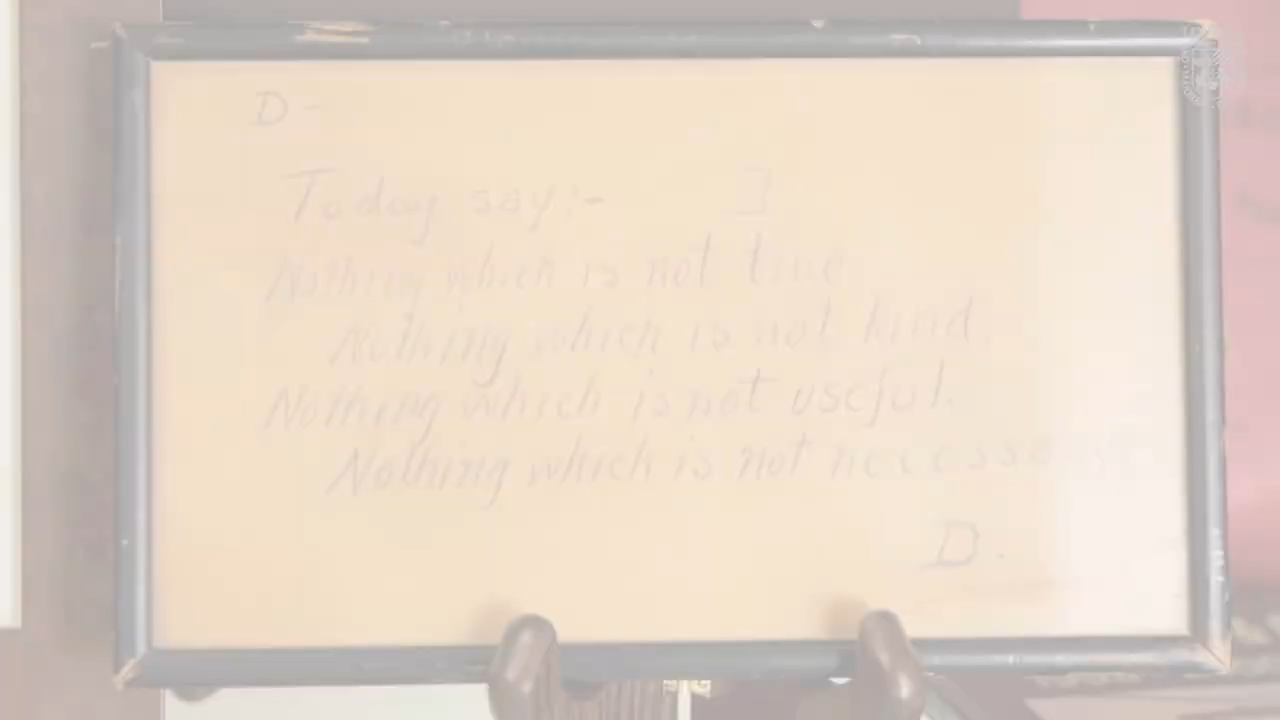 D -
Today say:-
Nothing which is not true
Nothing which is not kind.
Nothing which is not useful.
Nothing which is not necessary
D.